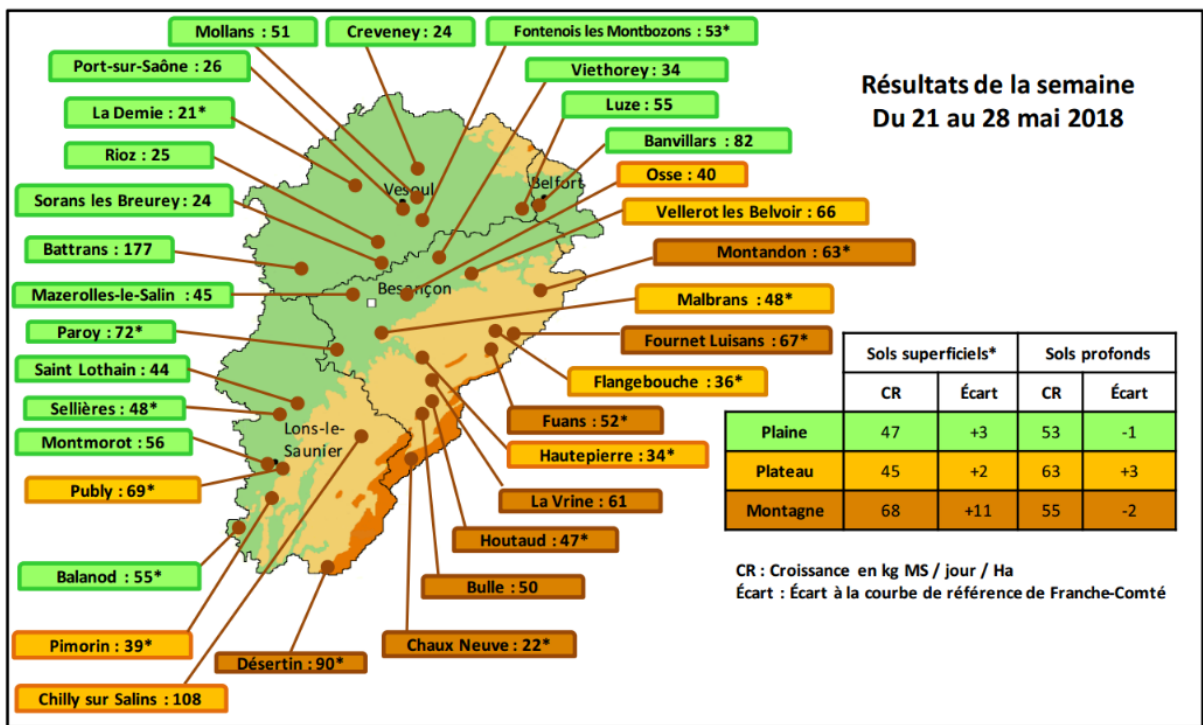 Mollans : 51
Creveney : 24
Fontenois les Montbozons : 53*
Port-sur-Saône : 26
Viethorey : 34
La Demie : 21*
Luze : 55
Rioz : 25
Banvillars : 82
Sorans les Breurey : 24
Osse : 40
Battrans : 177
Vellerot les Belvoir : 66
Mazerolles-le-Salin : 45
Montandon : 63*
Paroy : 72*
Malbrans : 48*
Saint Lothain : 44
Fournet Luisans : 67*
Sellières : 48*
Flangebouche : 36*
Montmorot : 56
Fuans : 52*
Publy : 69*
Hautepierre : 34*
La Vrine : 61
Houtaud : 47*
Balanod : 55*
Bulle : 50
Pimorin : 39*
Désertin : 90*
Chaux Neuve : 22*
Chilly sur Salins : 108
Vesoul
Belfort
Besançon
Lons-le-
Saunier
Résultats de la semaine
Du 21 au 28 mai 2018
Sols superficiels* Sols profonds
CR Écart CR Écart
Plaine 47 +3 53 -1
Plateau 45 +2 63 +3
Montagne 68 +11 55 -2
CR : Croissance en kg MS / jour / Ha
Écart : Écart à la courbe de référence de Franche-Comté